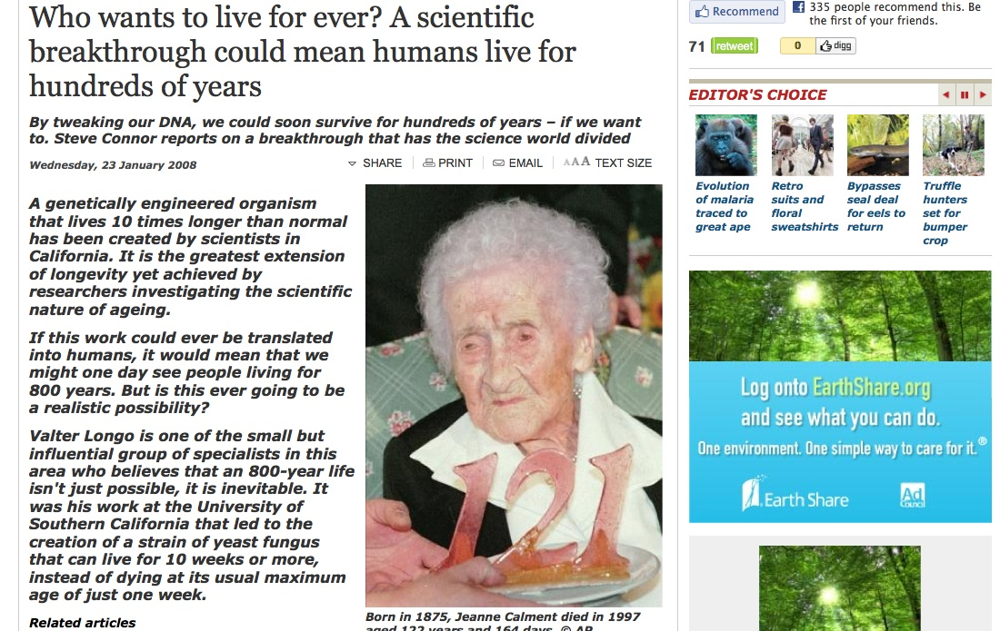 Who wants to live for ever? A scientific
breakthrough could mean humans live for
hundreds of years
By tweaking our DNA, we could soon survive for hundreds of years – if we want
to. Steve Connor reports on a breakthrough that has the science world divided
Wednesday, 23 January 2008
SHARE PRINT EMAIL AAA TEXT SIZE
A genetically engineered organism
that lives 10 times longer than normal
has been created by scientists in
California. It is the greatest extension
of longevity yet achieved by
researchers investigating the scientific
nature of ageing.
If this work could ever be translated
into humans, it would mean that we
might one day see people living for
800 years. But is this ever going to be
a realistic possibility?
Valter Longo is one of the small but
influential group of specialists in this
area who believes that an 800-year life
isn't just possible, it is inevitable. It
was his work at the University of
Southern California that led to the
creation of a strain of yeast fungus
that can live for 10 weeks or more,
instead of dying at its usual maximum
age of just one week.
Related articles
121
Born in 1875, Jeanne Calment died in 1997
aged 122 years and 164 days. © AP
Recommend
335 people recommend this. Be
the first of your friends.
71 retweet
0 digg
EDITOR'S CHOICE
Evolution
of malaria
traced to
great ape
Retro
suits and
floral
sweatshirts
Bypasses
seal deal
for eels to
return
Truffle
hunters
set for
bumper
crop
Log onto EarthShare.org
and see what you can do.
One environment. One simple way to care for it.®
Earth Share
Ad
Council